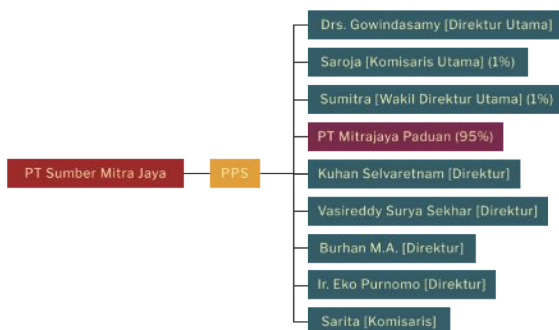 Drs. Gowindasamy [Direktur Utama]
Saroja [Komisaris Utama] (1%)
Sumitra [Wakil Direktur Utama] (1%)
PT Mitrajaya Paduan (95%)
PT Sumber Mitra Jaya
PPS
Kuhan Selvaretnam [Direktur]
Vasireddy Surya Sekhar [Direktur]
Burhan M.A. [Direktur]
Ir. Eko Purnomo [Direktur]
Sarita [Komisaris]